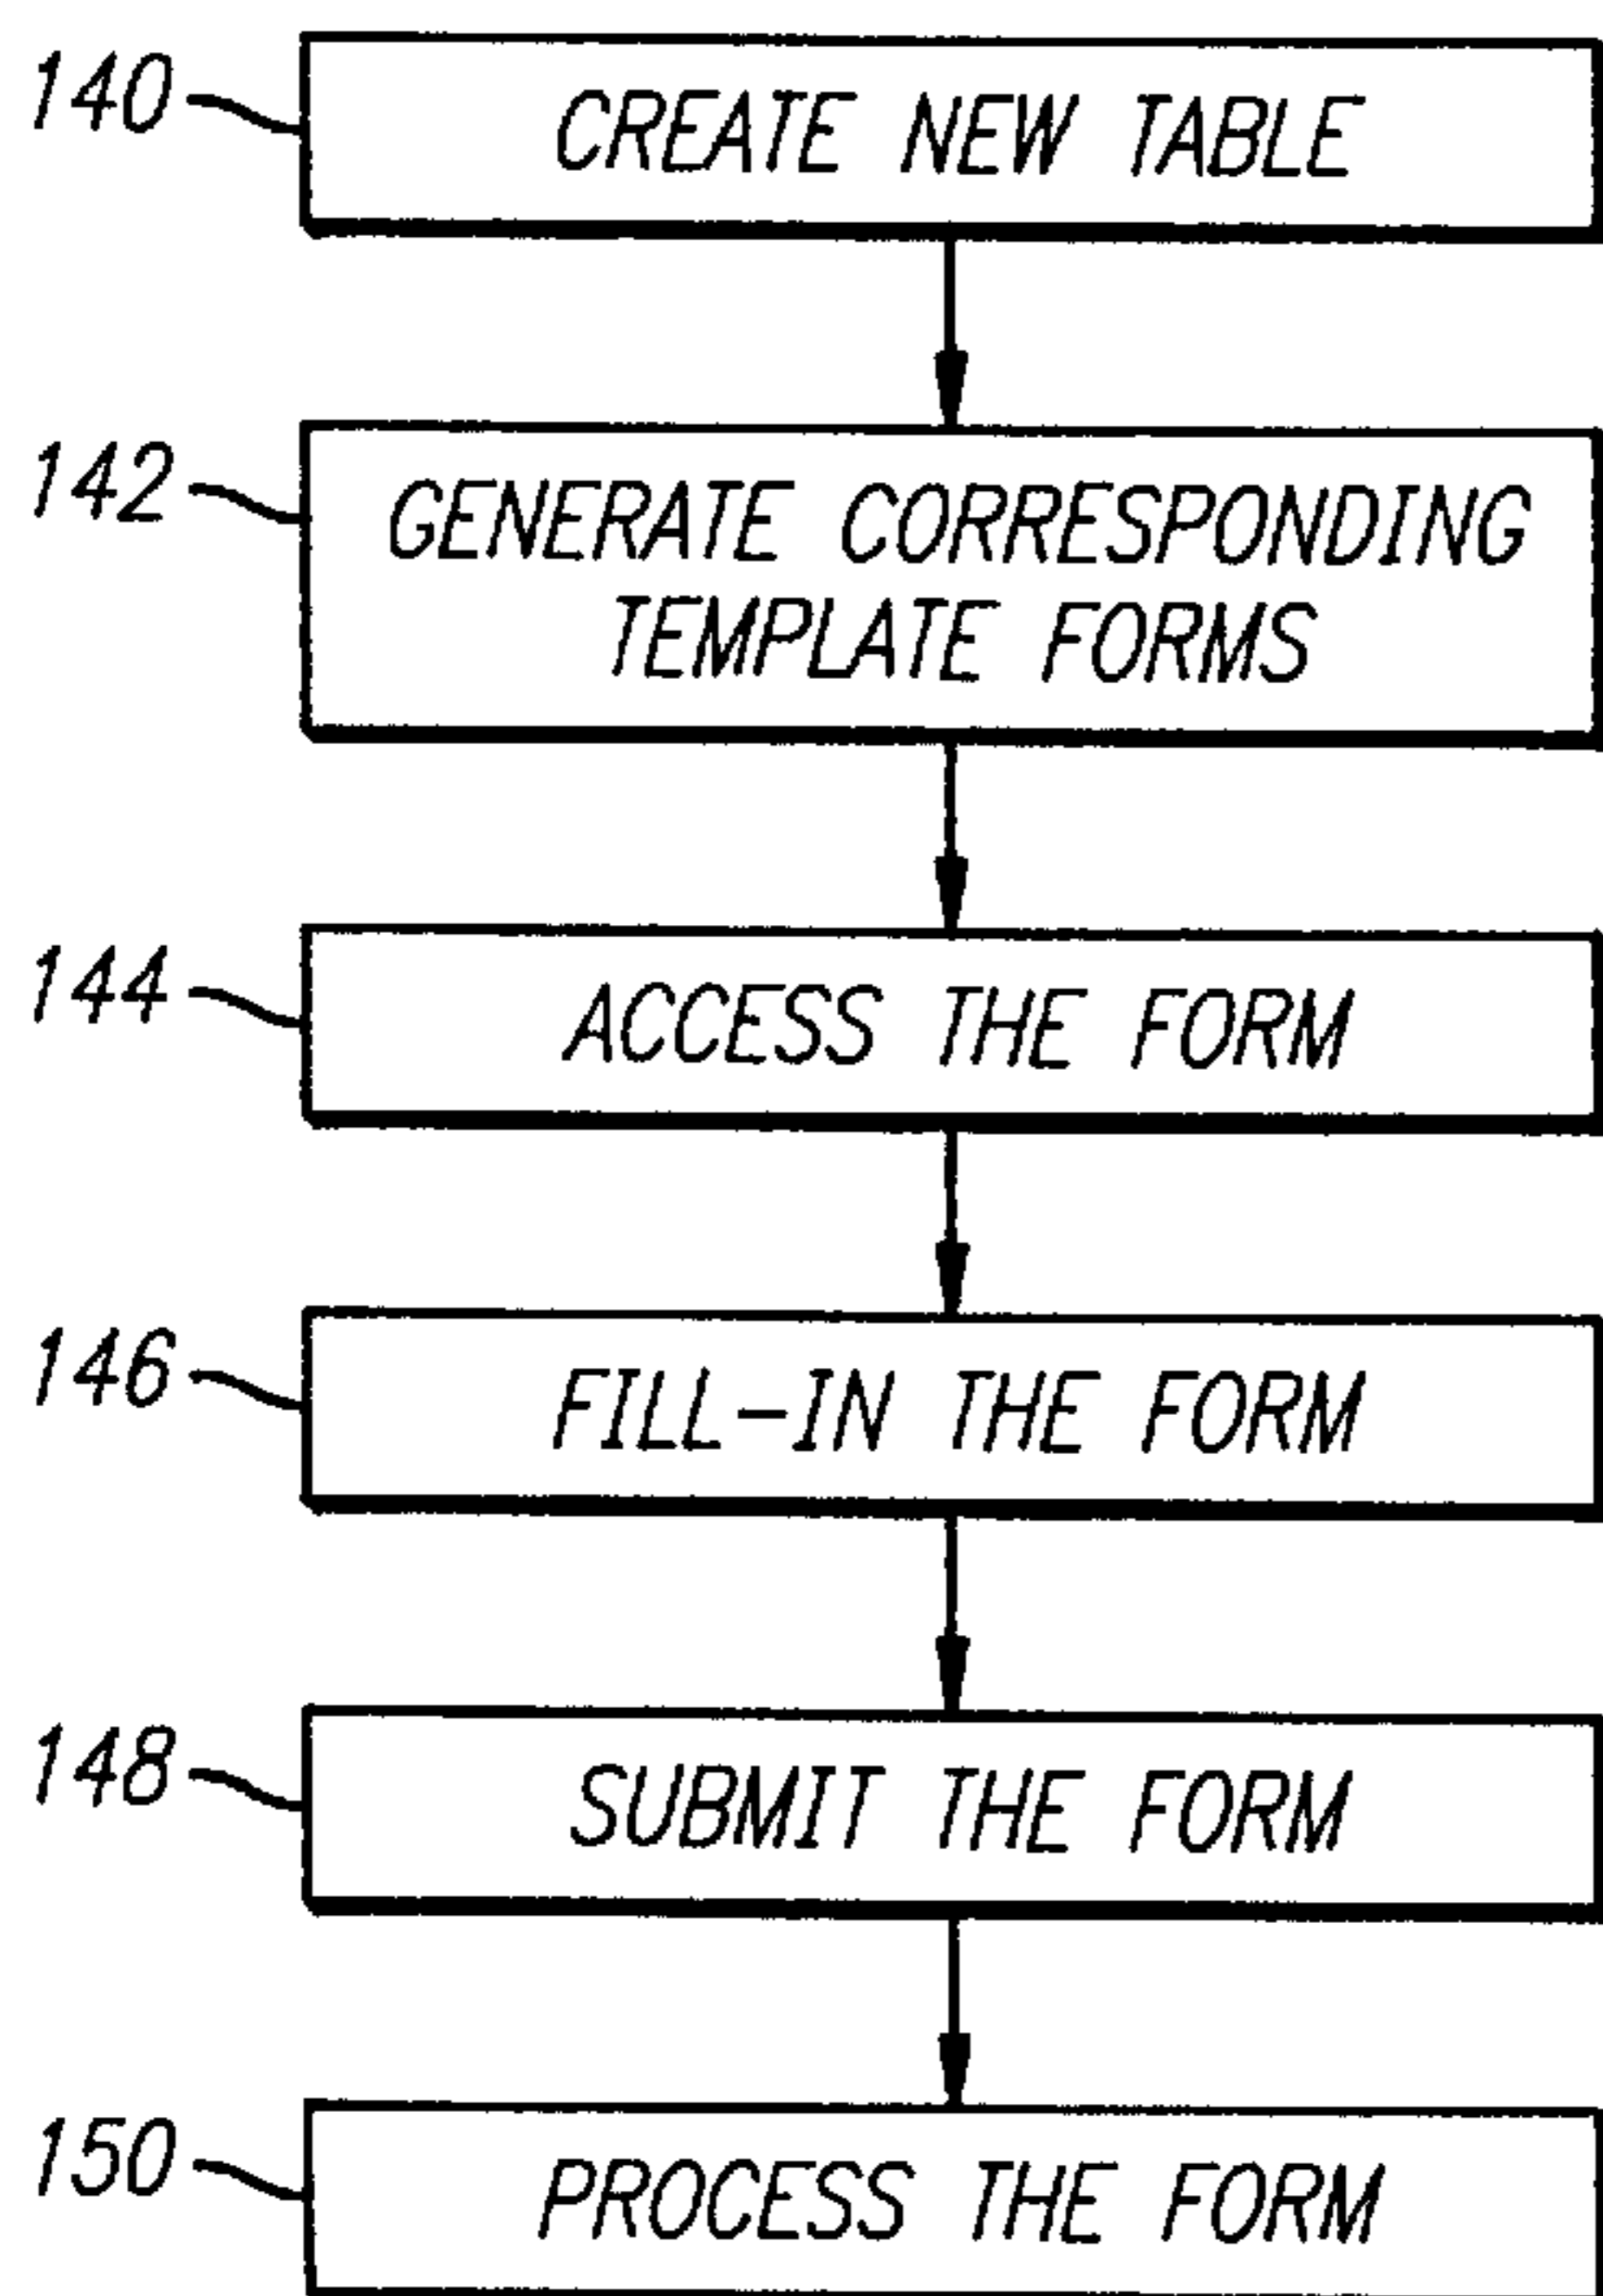 140 CREATE NEW TABLE
142 GENERATE CORRESPONDING
TEMPLATE FORMS
144 ACCESS THE FORM
146 FILL-IN THE FORM
148 SUBMIT THE FORM
150 PROCESS THE FORM